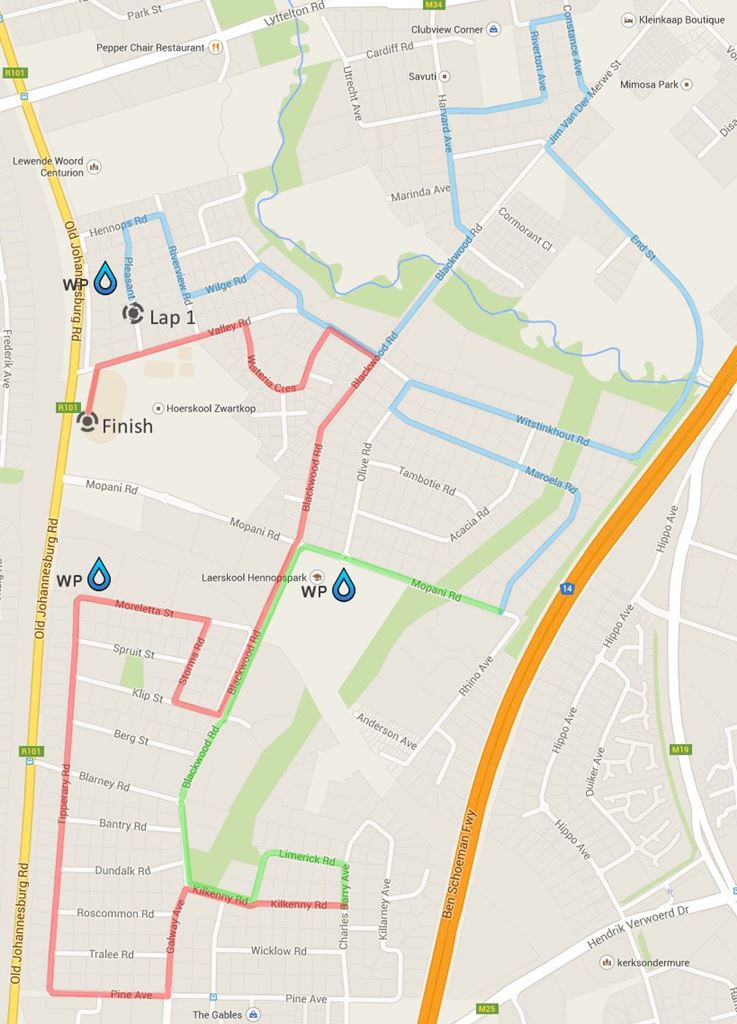 Park St
M34
Lyttelton Rd
Kleinkaap Boutique
Clubview Corner
Pepper Chair Restaurant
Cardiff Rd
Constance Ave
Riverton Ave
R101
Utrecht Ave
Savuti
Mimosa Park
Harvard Ave
Jim Van Der Merwe St
Lewende Woord
Centurion
Marinda Ave
Cormorant Ct
Hennops Rd
Old Johannesburg Rd
Riverview Rd
Pleasant
Blackwood Rd
End St
WP
Wilge Rd
Lap 1
Valley Rd
Frederik Ave
Blackwood Rd
Wisteria Cres
R101
Hoerskool Zwartkop
Finish
Witstinkhout Rd
Olive Rd
Blackwood Rd
Tambotie Rd
Maroela Rd
Mopani Rd
Acacia Rd
Mopani Rd
Hippo Ave
Old Johannesburg Rd
WP
Laerskool Hennopspark
WP
Mopani Rd
14
Moreletta St
Hippo Ave
Storms Rd
Blackwood Rd
Spruit St
Rhino Ave
Klip St
Anderson Ave
Berg St
Blackwood Rd
Hippo Ave
R101
M19
Duiker Ave
Blarney Rd
Tipperary Rd
Bantry Rd
Hippo Ave
Limerick Rd
Dundalk Rd
Ben Schoeman Fwy
Charles Barry Ave
Killarney Ave
Kilkenny Rd
Kilkenny Rd
Roscommon Rd
Galway Ave
Old Johannesburg Rd
Hendrik Verwoerd Dr
Tralee Rd
Wicklow Rd
kerksondermure
Pine Ave
Pine Ave
The Gables
M25